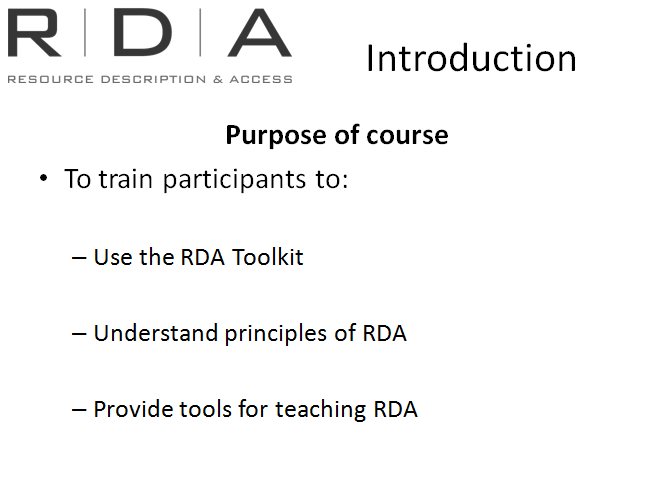 R|D|A
RESOURCE DESCRIPTION & ACCESS
Introduction
Purpose of course
• To train participants to:
– Use the RDA Toolkit
– Understand principles of RDA
– Provide tools for teaching RDA